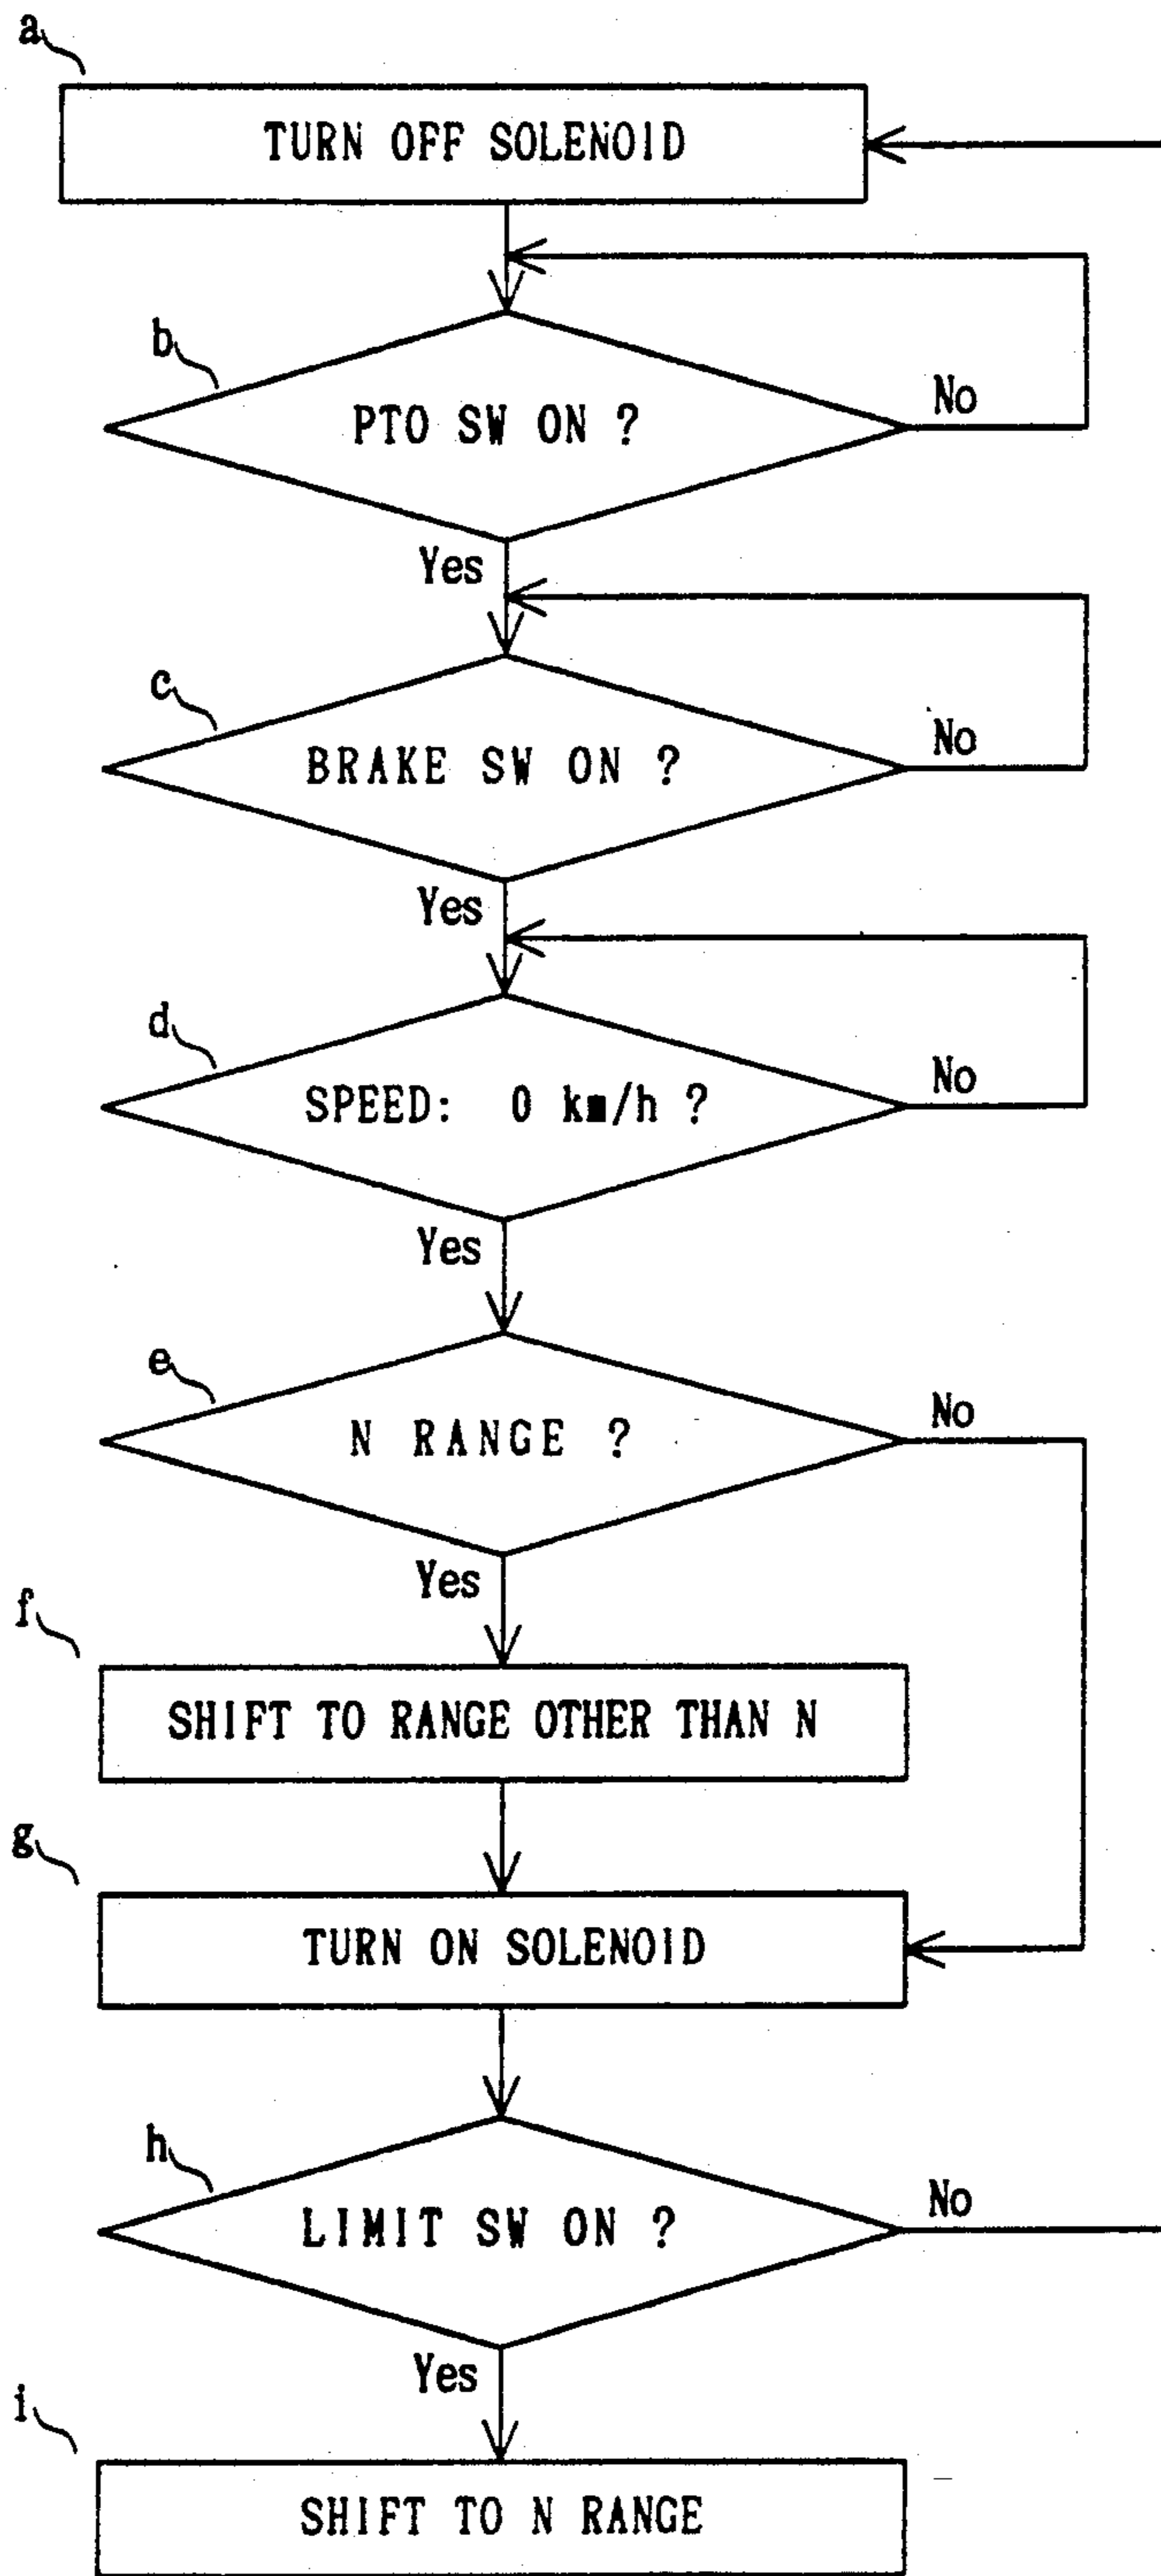 a
TURN OFF SOLENOID
b
PTO SW ON ?
No
Yes
c
BRAKE SW ON ?
No
Yes
d
SPEED: 0 km/h ?
No
Yes
e
N RANGE ?
No
Yes
f
SHIFT TO RANGE OTHER THAN N
g
TURN ON SOLENOID
h
LIMIT SW ON ?
No
Yes
i
SHIFT TO N RANGE